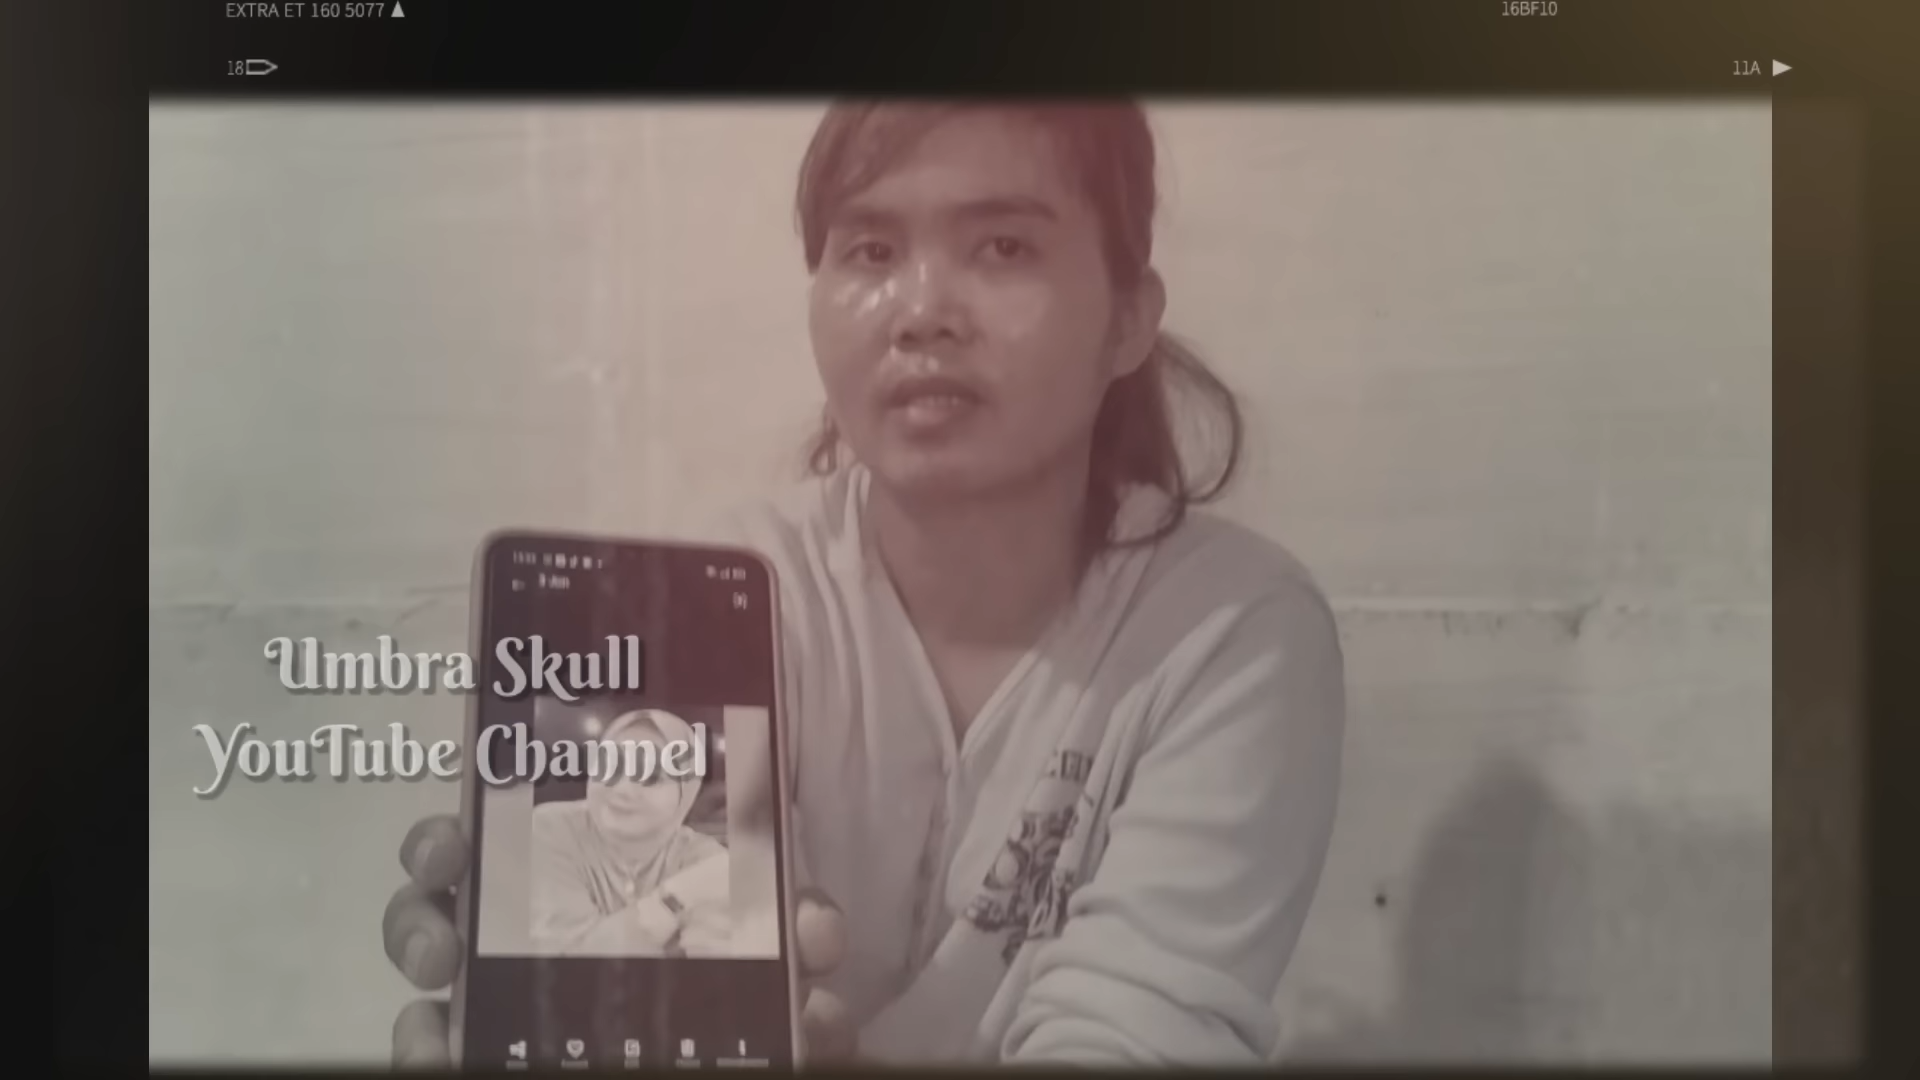 EXTRA ET 160 5077
16BF10
18
11A
Umbra Skull
YouTube Channel